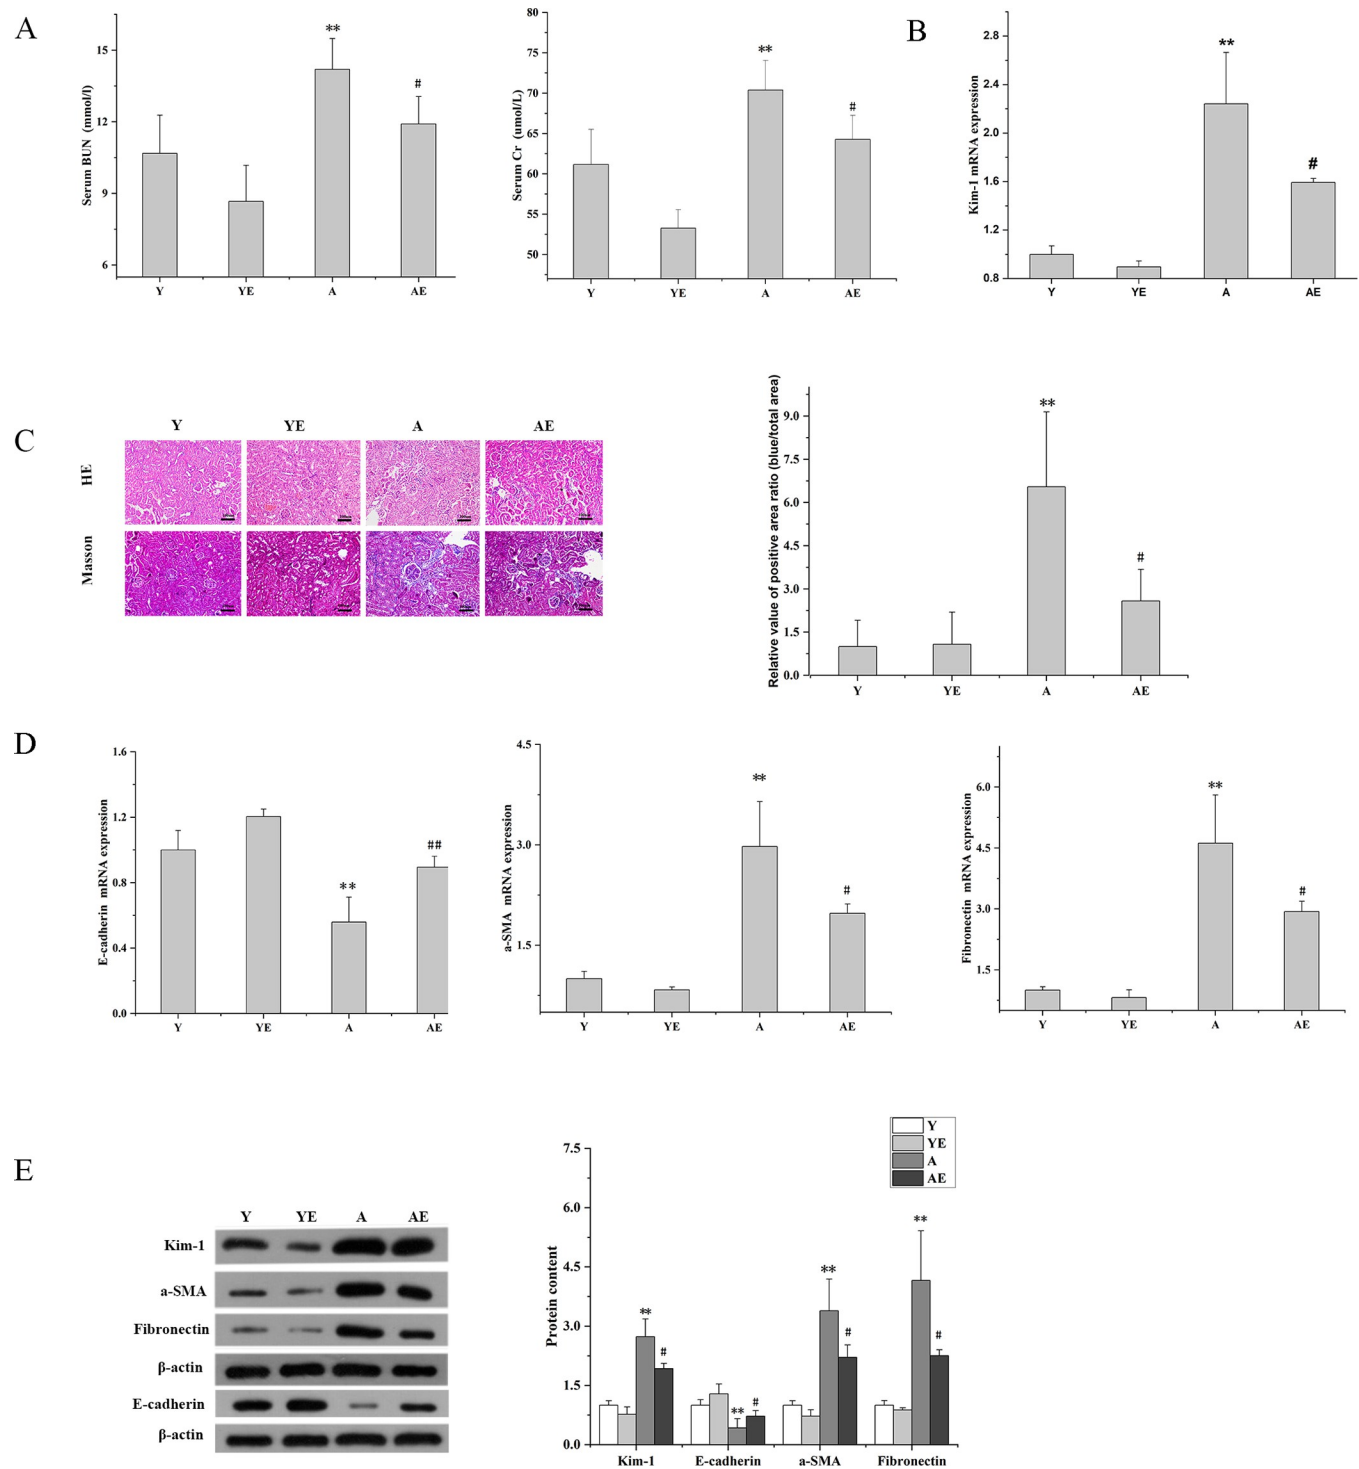 A
Serum BUN (mmol/l)
15
12
9
6
**
#
Y YE A AE
Serum Cr (umol/L)
80
75
70
65
60
55
50
**
#
Y YE A AE
B
Kim-1 mRNA expression
2.8
2.4
2.0
1.6
1.2
0.8
**
#
Y YE A AE
C
Y YE A AE
HE
Masson
Relative value of positive area ratio (blue/total area)
9.0
7.5
6.0
4.5
3.0
1.5
0.0
**
#
Y YE A AE
D
E-cadherin mRNA expression
1.6
1.2
0.8
0.4
0.0
**
##
Y YE A AE
a-SMA mRNA expression
4.5
3.0
1.5
**
#
Y YE A AE
Fibronectin mRNA expression
6.0
4.5
3.0
1.5
**
#
Y YE A AE
E
Y YE A AE
Kim-1
a-SMA
Fibronectin
β-actin
E-cadherin
β-actin
Y
YE
A
AE
Protein content
7.5
6.0
4.5
3.0
1.5
0.0
**
#
**
#
**
#
**
#
Kim-1 E-cadherin a-SMA Fibronectin